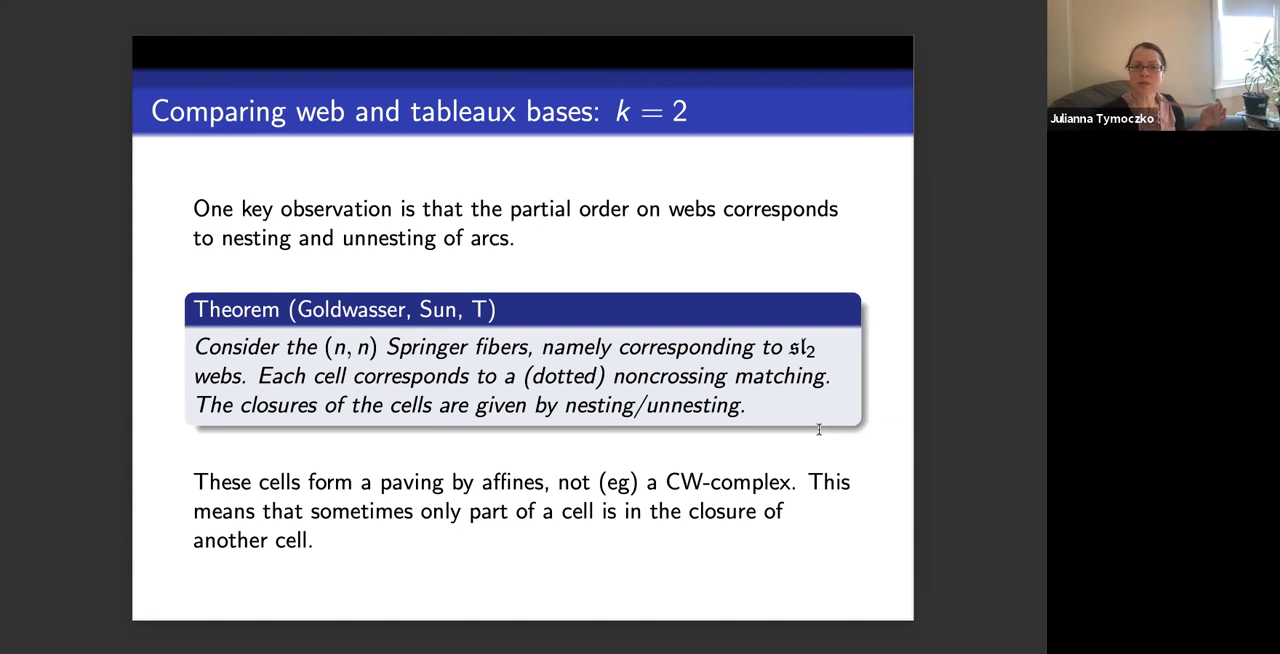 Comparing web and tableaux bases: k = 2
Julianna Tymoczko
One key observation is that the partial order on webs corresponds
to nesting and unnesting of arcs.
Theorem (Goldwasser, Sun, T)
Consider the (n, n) Springer fibers, namely corresponding to 𝔰𝔩₂
webs. Each cell corresponds to a (dotted) noncrossing matching.
The closures of the cells are given by nesting/unnesting.
These cells form a paving by affines, not (eg) a CW-complex. This
means that sometimes only part of a cell is in the closure of
another cell.